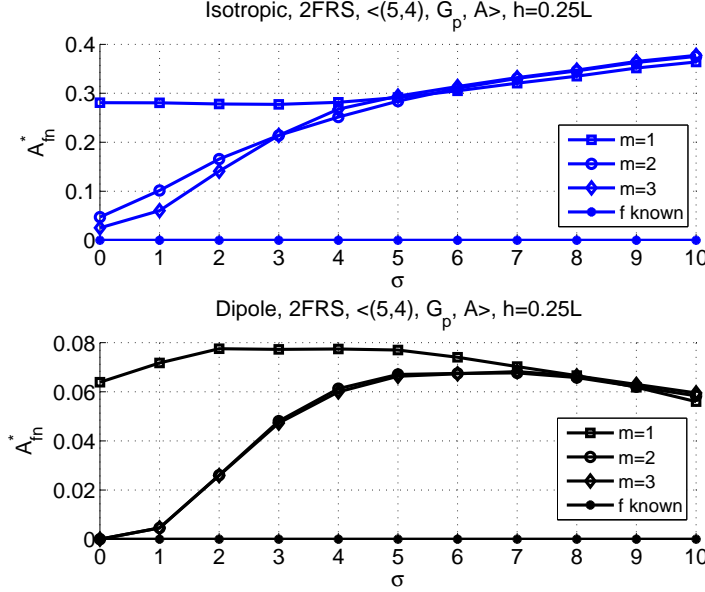 Isotropic, 2FRS, <(5,4), G_p, A>, h=0.25L
0.4
0.3
0.2
0.1
0
A*_fn
m=1
m=2
m=3
f known
0 1 2 3 4 5 6 7 8 9 10
σ
Dipole, 2FRS, <(5,4), G_p, A>, h=0.25L
0.08
0.06
0.04
0.02
0
A*_fn
m=1
m=2
m=3
f known
0 1 2 3 4 5 6 7 8 9 10
σ